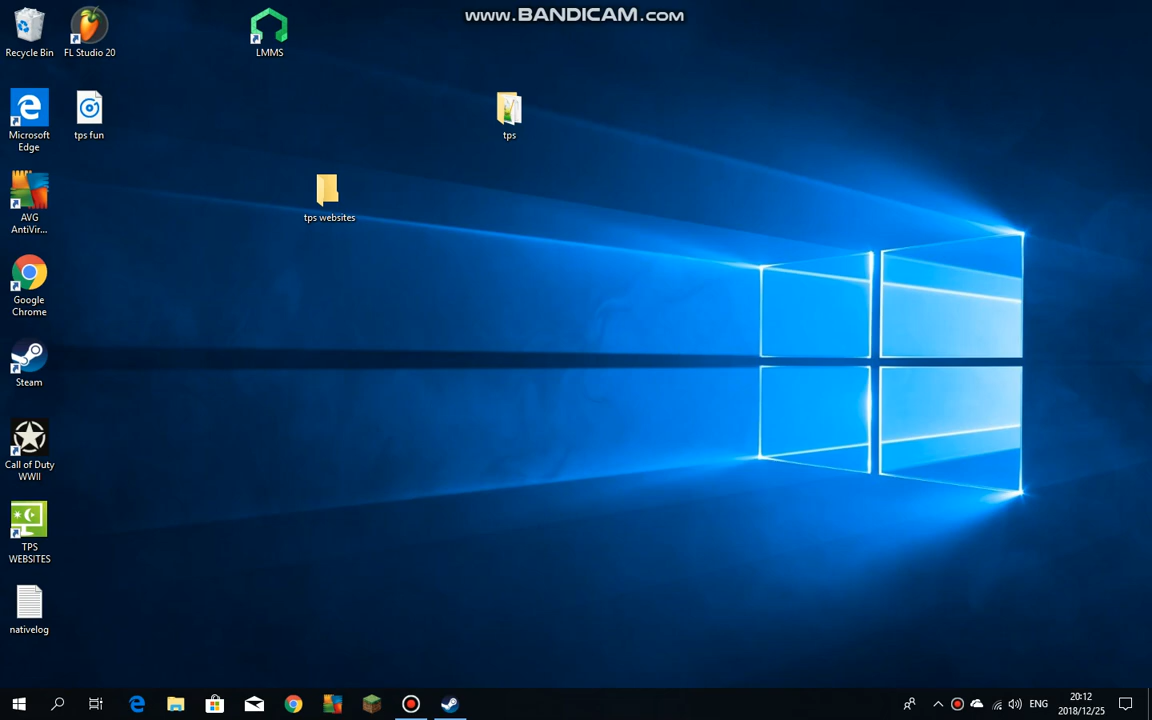 www.BANDICAM.com
Recycle Bin
FL Studio 20
LMMS
Microsoft
Edge
tps fun
tps
AVG
AntiVir...
tps websites
Google
Chrome
Steam
Call of Duty
WWII
TPS
WEBSITES
nativelog
ENG
20:12
2018/12/25